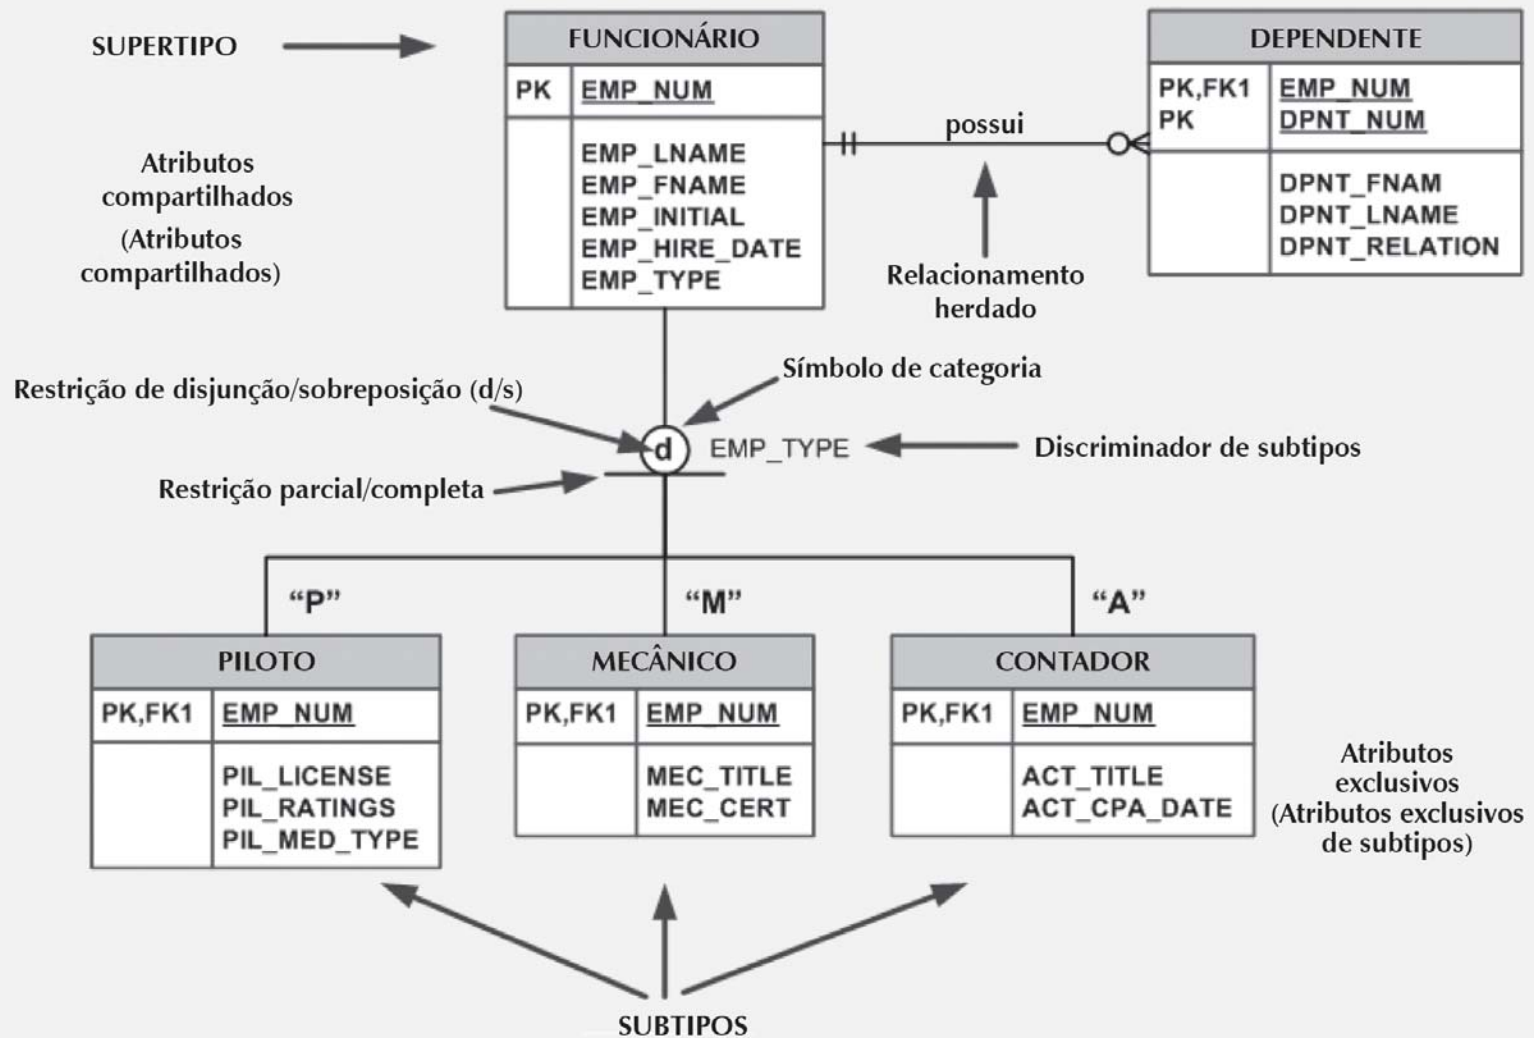 SUPERTIPO
FUNCIONÁRIO
PK EMP_NUM
EMP_LNAME
EMP_FNAME
EMP_INITIAL
EMP_HIRE_DATE
EMP_TYPE
possui
DEPENDENTE
PK,FK1 EMP_NUM
PK DPNT_NUM
DPNT_FNAM
DPNT_LNAME
DPNT_RELATION
Atributos
compartilhados
(Atributos
compartilhados)
Relacionamento
herdado
Símbolo de categoria
Restrição de disjunção/sobreposição (d/s)
d
EMP_TYPE
Discriminador de subtipos
Restrição parcial/completa
“P”
“M”
“A”
PILOTO
PK,FK1 EMP_NUM
PIL_LICENSE
PIL_RATINGS
PIL_MED_TYPE
MECÂNICO
PK,FK1 EMP_NUM
MEC_TITLE
MEC_CERT
CONTADOR
PK,FK1 EMP_NUM
ACT_TITLE
ACT_CPA_DATE
Atributos
exclusivos
(Atributos exclusivos
de subtipos)
SUBTIPOS